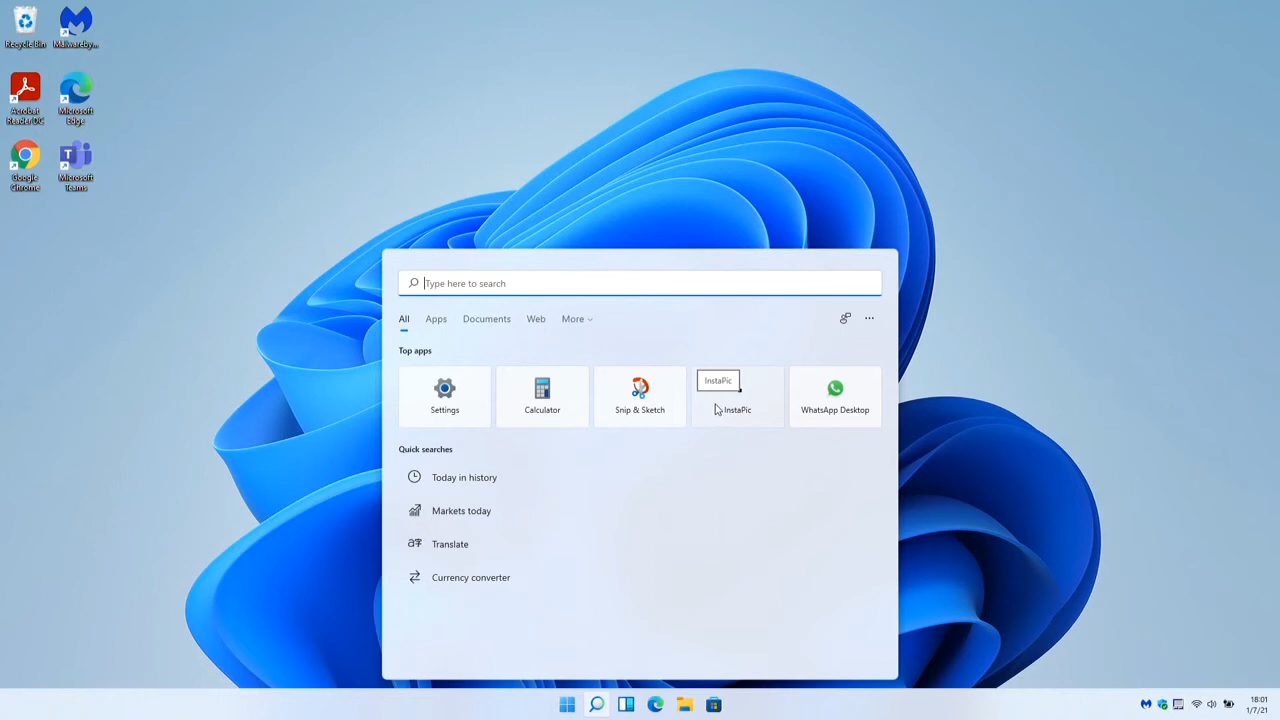 Recycle Bin
Malwareby...
Acrobat
Reader DC
Microsoft
Edge
Google
Chrome
Microsoft
Teams
Type here to search
All Apps Documents Web More
Top apps
InstaPic
Settings
Calculator
Snip & Sketch
InstaPic
WhatsApp Desktop
Quick searches
Today in history
Markets today
Translate
Currency converter
18:01
1/7/21